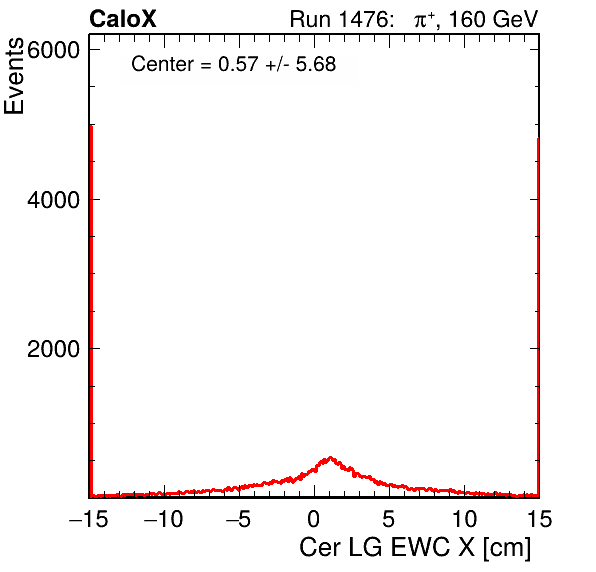 CaloX Run 1476: π⁺, 160 GeV
Events
Center = 0.57 +/- 5.68
6000
4000
2000
−15 −10 −5 0 5 10 15
Cer LG EWC X [cm]